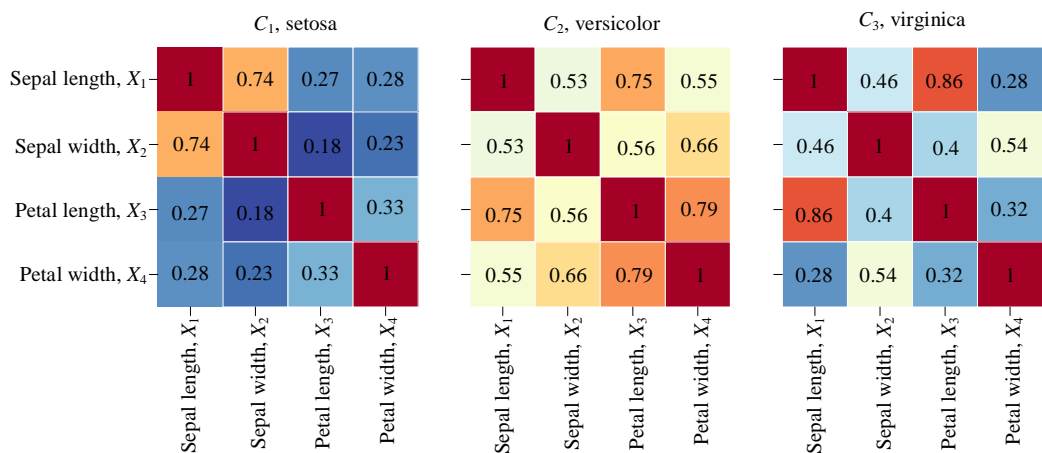 C₁, setosa
C₂, versicolor
C₃, virginica
Sepal length, X₁
1 0.74 0.27 0.28
1 0.53 0.75 0.55
1 0.46 0.86 0.28
Sepal width, X₂
0.74 1 0.18 0.23
0.53 1 0.56 0.66
0.46 1 0.4 0.54
Petal length, X₃
0.27 0.18 1 0.33
0.75 0.56 1 0.79
0.86 0.4 1 0.32
Petal width, X₄
0.28 0.23 0.33 1
0.55 0.66 0.79 1
0.28 0.54 0.32 1
Sepal length, X₁
Sepal width, X₂
Petal length, X₃
Petal width, X₄
Sepal length, X₁
Sepal width, X₂
Petal length, X₃
Petal width, X₄
Sepal length, X₁
Sepal width, X₂
Petal length, X₃
Petal width, X₄